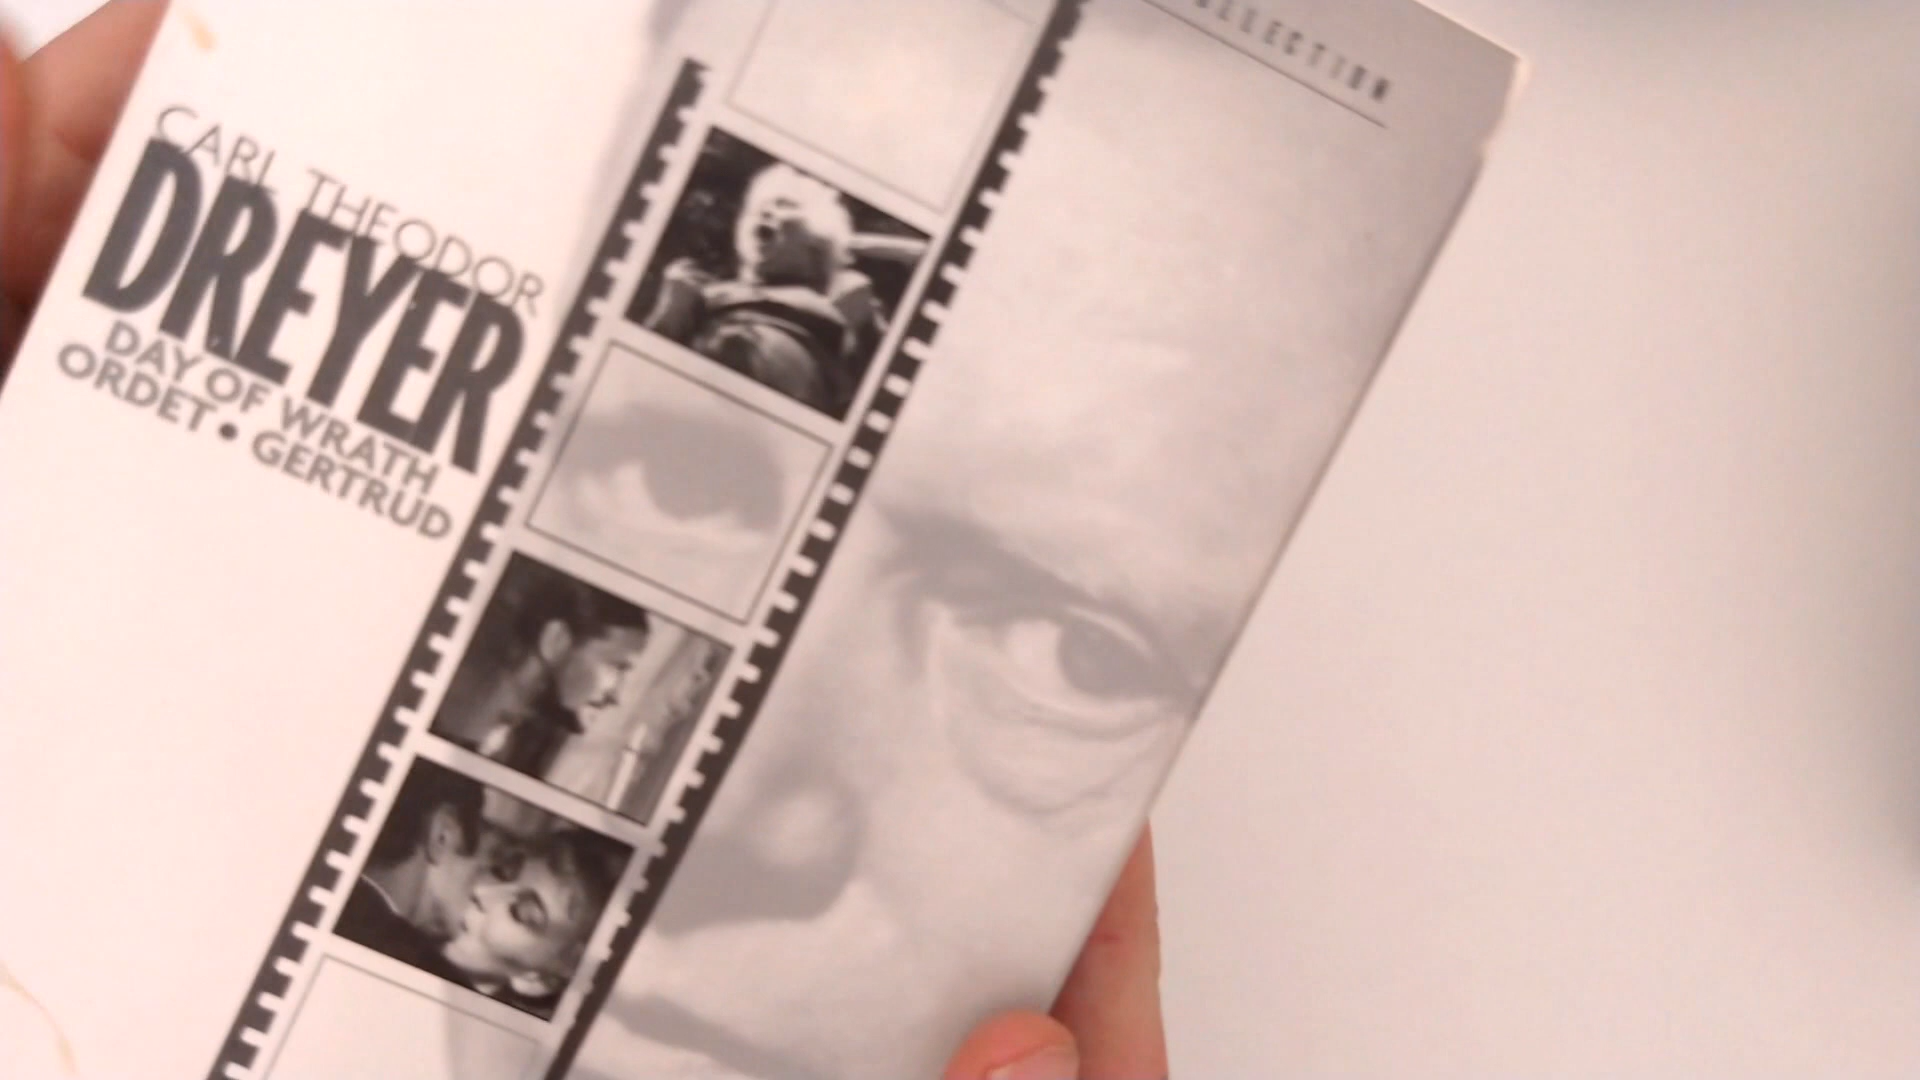 CARL THEODOR
DREYER
DAY OF WRATH
ORDET • GERTRUD